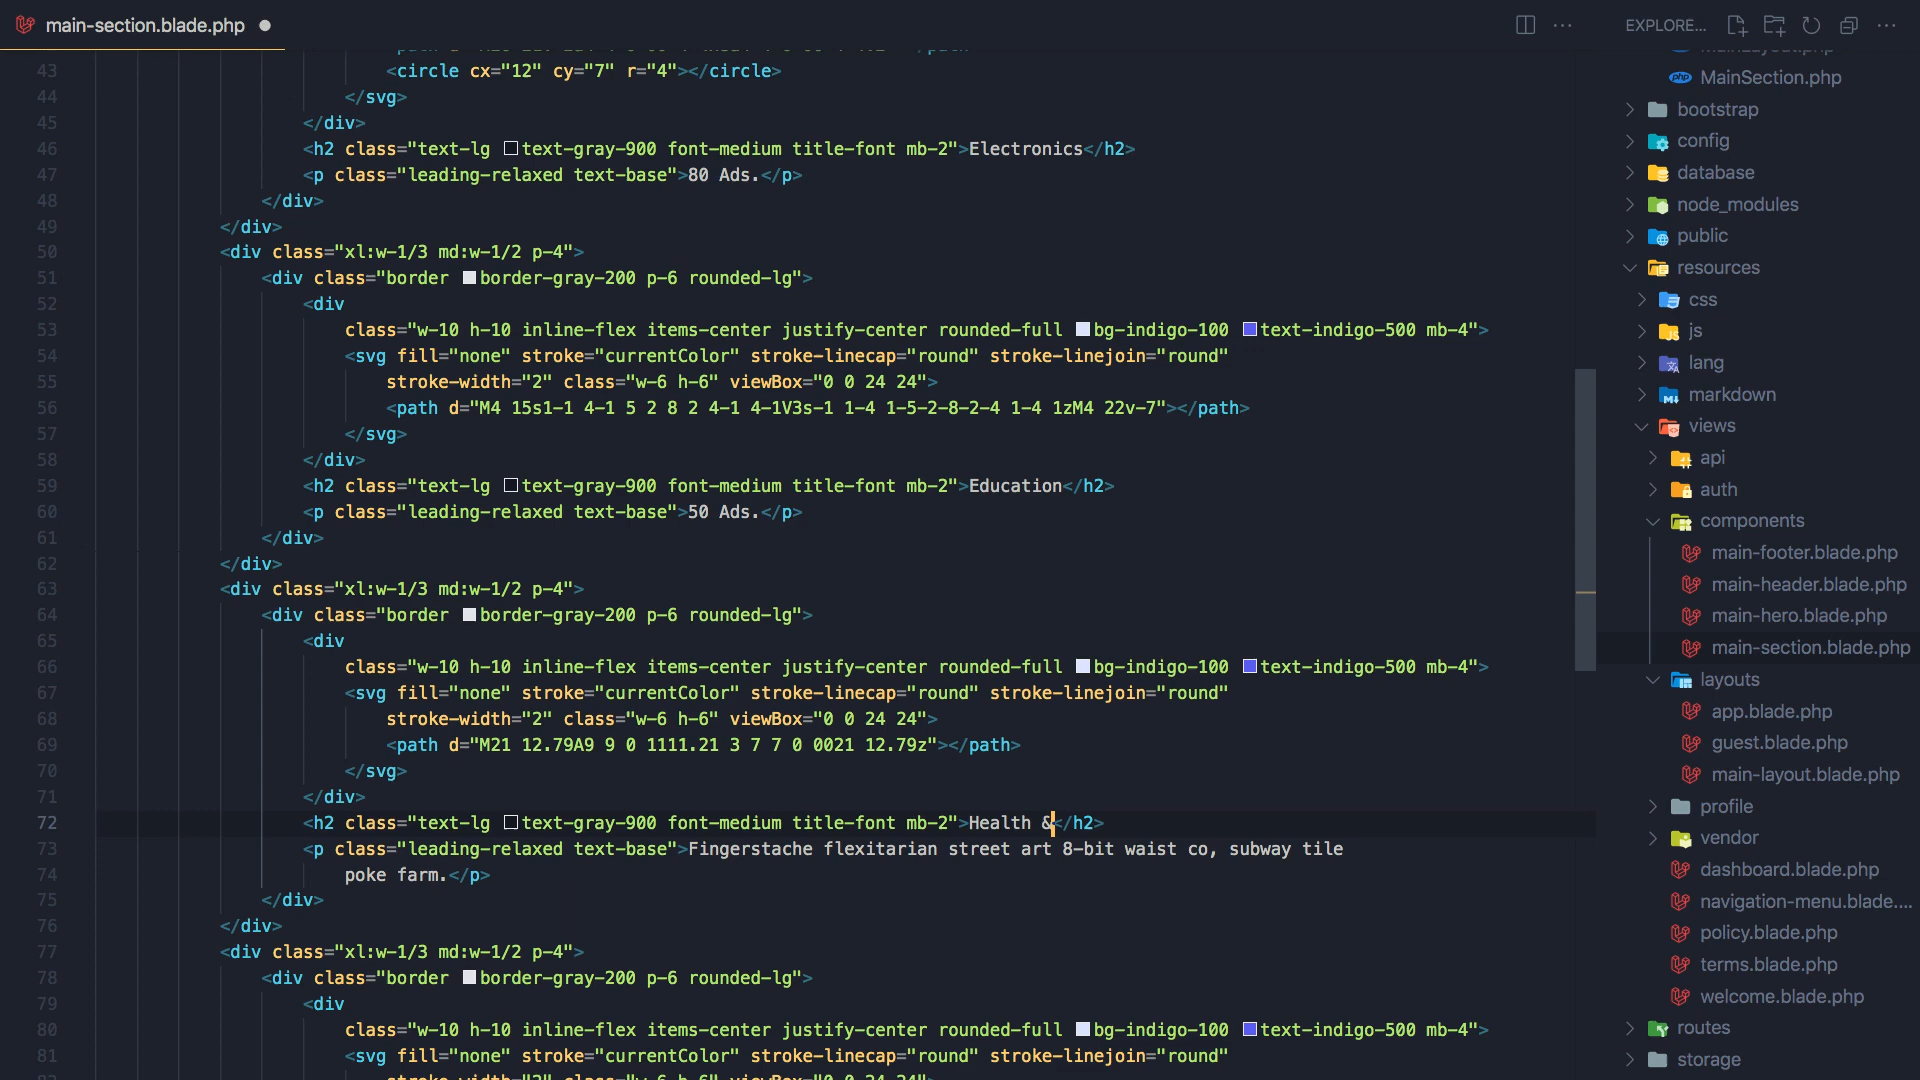 main-section.blade.php
EXPLORE...
43 <circle cx="12" cy="7" r="4"></circle>
44 </svg>
45 </div>
46 <h2 class="text-lg text-gray-900 font-medium title-font mb-2">Electronics</h2>
47 <p class="leading-relaxed text-base">80 Ads.</p>
48 </div>
49 </div>
50 <div class="xl:w-1/3 md:w-1/2 p-4">
51 <div class="border border-gray-200 p-6 rounded-lg">
52 <div
53 class="w-10 h-10 inline-flex items-center justify-center rounded-full bg-indigo-100 text-indigo-500 mb-4">
54 <svg fill="none" stroke="currentColor" stroke-linecap="round" stroke-linejoin="round"
55 stroke-width="2" class="w-6 h-6" viewBox="0 0 24 24">
56 <path d="M4 15s1-1 4-1 5 2 8 2 4-1 4-1V3s-1 1-4 1-5-2-8-2-4 1-4 1zM4 22v-7"></path>
57 </svg>
58 </div>
59 <h2 class="text-lg text-gray-900 font-medium title-font mb-2">Education</h2>
60 <p class="leading-relaxed text-base">50 Ads.</p>
61 </div>
62 </div>
63 <div class="xl:w-1/3 md:w-1/2 p-4">
64 <div class="border border-gray-200 p-6 rounded-lg">
65 <div
66 class="w-10 h-10 inline-flex items-center justify-center rounded-full bg-indigo-100 text-indigo-500 mb-4">
67 <svg fill="none" stroke="currentColor" stroke-linecap="round" stroke-linejoin="round"
68 stroke-width="2" class="w-6 h-6" viewBox="0 0 24 24">
69 <path d="M21 12.79A9 9 0 1111.21 3 7 7 0 0021 12.79z"></path>
70 </svg>
71 </div>
72 <h2 class="text-lg text-gray-900 font-medium title-font mb-2">Health &</h2>
73 <p class="leading-relaxed text-base">Fingerstache flexitarian street art 8-bit waist co, subway tile
74 poke farm.</p>
75 </div>
76 </div>
77 <div class="xl:w-1/3 md:w-1/2 p-4">
78 <div class="border border-gray-200 p-6 rounded-lg">
79 <div
80 class="w-10 h-10 inline-flex items-center justify-center rounded-full bg-indigo-100 text-indigo-500 mb-4">
81 <svg fill="none" stroke="currentColor" stroke-linecap="round" stroke-linejoin="round"
stroke-width="2" class="w-6 h-6" viewBox="0 0 24 24">
MainLayout.php
php MainSection.php
bootstrap
config
database
node_modules
public
resources
css
js
lang
markdown
views
api
auth
components
main-footer.blade.php
main-header.blade.php
main-hero.blade.php
main-section.blade.php
layouts
app.blade.php
guest.blade.php
main-layout.blade.php
profile
vendor
dashboard.blade.php
navigation-menu.blade....
policy.blade.php
terms.blade.php
welcome.blade.php
routes
storage